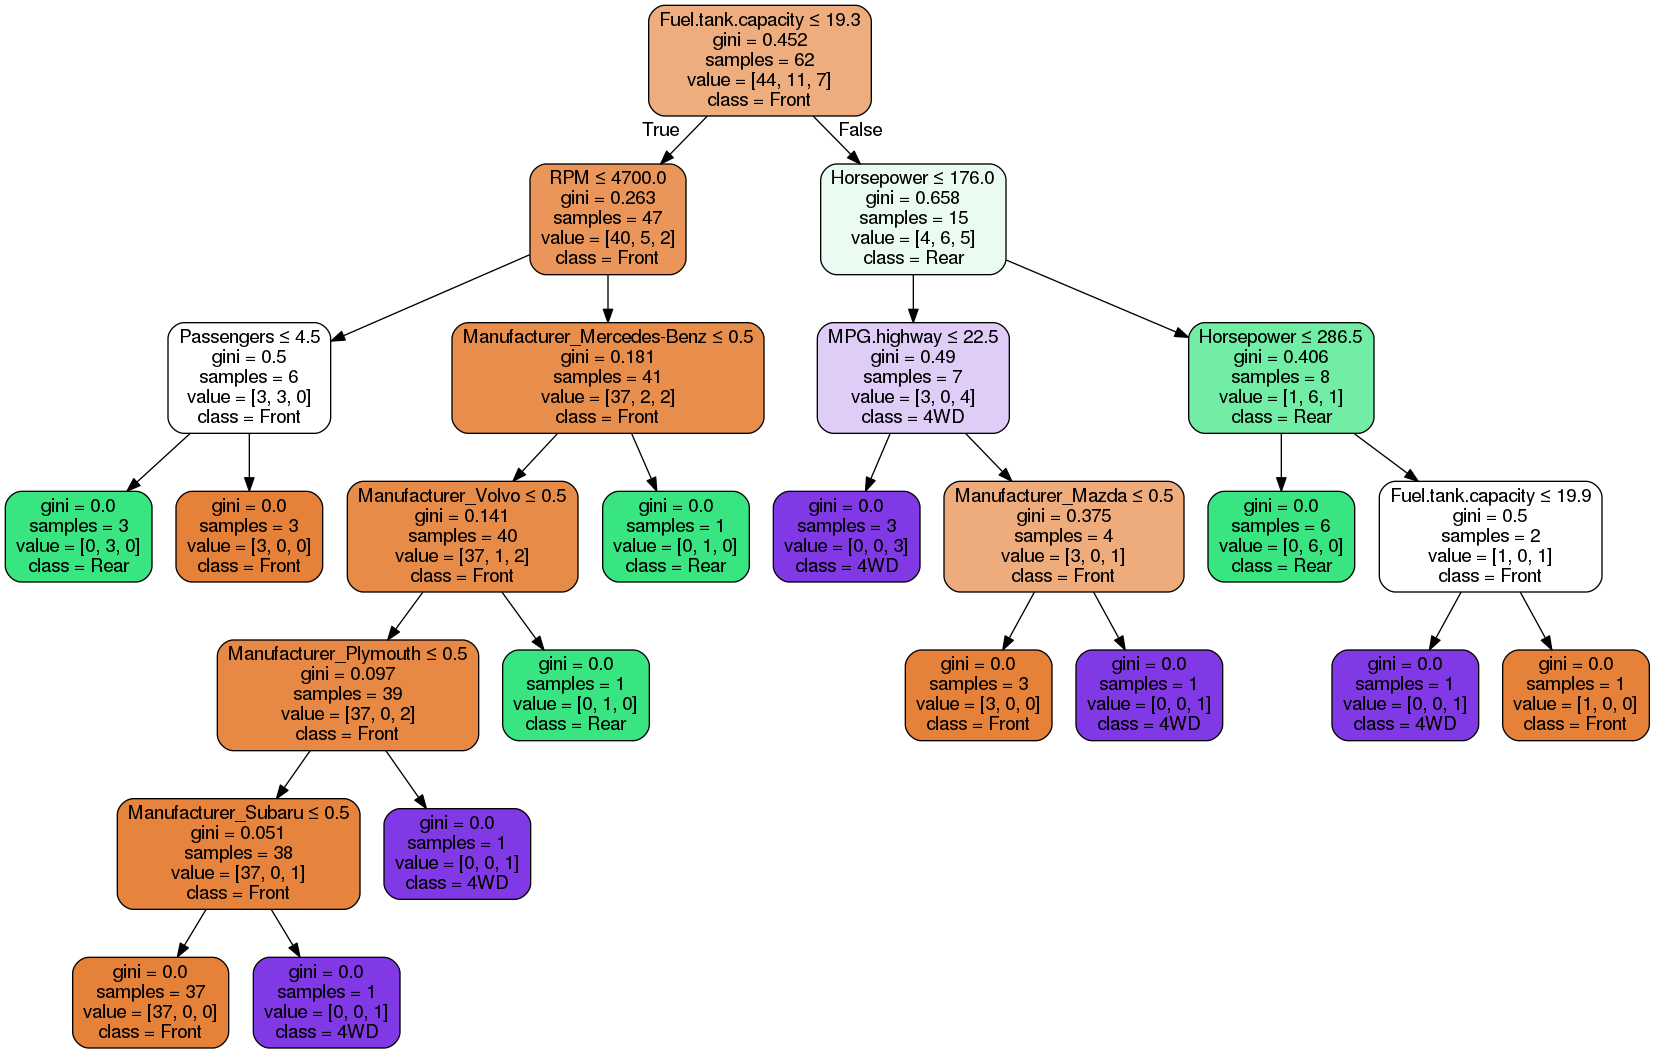 Fuel.tank.capacity ≤ 19.3
gini = 0.452
samples = 62
value = [44, 11, 7]
class = Front
True
False
RPM ≤ 4700.0
gini = 0.263
samples = 47
value = [40, 5, 2]
class = Front
Horsepower ≤ 176.0
gini = 0.658
samples = 15
value = [4, 6, 5]
class = Rear
Passengers ≤ 4.5
gini = 0.5
samples = 6
value = [3, 3, 0]
class = Front
Manufacturer_Mercedes-Benz ≤ 0.5
gini = 0.181
samples = 41
value = [37, 2, 2]
class = Front
MPG.highway ≤ 22.5
gini = 0.49
samples = 7
value = [3, 0, 4]
class = 4WD
Horsepower ≤ 286.5
gini = 0.406
samples = 8
value = [1, 6, 1]
class = Rear
gini = 0.0
samples = 3
value = [0, 3, 0]
class = Rear
gini = 0.0
samples = 3
value = [3, 0, 0]
class = Front
Manufacturer_Volvo ≤ 0.5
gini = 0.141
samples = 40
value = [37, 1, 2]
class = Front
gini = 0.0
samples = 1
value = [0, 1, 0]
class = Rear
gini = 0.0
samples = 3
value = [0, 0, 3]
class = 4WD
Manufacturer_Mazda ≤ 0.5
gini = 0.375
samples = 4
value = [3, 0, 1]
class = Front
gini = 0.0
samples = 6
value = [0, 6, 0]
class = Rear
Fuel.tank.capacity ≤ 19.9
gini = 0.5
samples = 2
value = [1, 0, 1]
class = Front
Manufacturer_Plymouth ≤ 0.5
gini = 0.097
samples = 39
value = [37, 0, 2]
class = Front
gini = 0.0
samples = 1
value = [0, 1, 0]
class = Rear
gini = 0.0
samples = 3
value = [3, 0, 0]
class = Front
gini = 0.0
samples = 1
value = [0, 0, 1]
class = 4WD
gini = 0.0
samples = 1
value = [0, 0, 1]
class = 4WD
gini = 0.0
samples = 1
value = [1, 0, 0]
class = Front
Manufacturer_Subaru ≤ 0.5
gini = 0.051
samples = 38
value = [37, 0, 1]
class = Front
gini = 0.0
samples = 1
value = [0, 0, 1]
class = 4WD
gini = 0.0
samples = 37
value = [37, 0, 0]
class = Front
gini = 0.0
samples = 1
value = [0, 0, 1]
class = 4WD